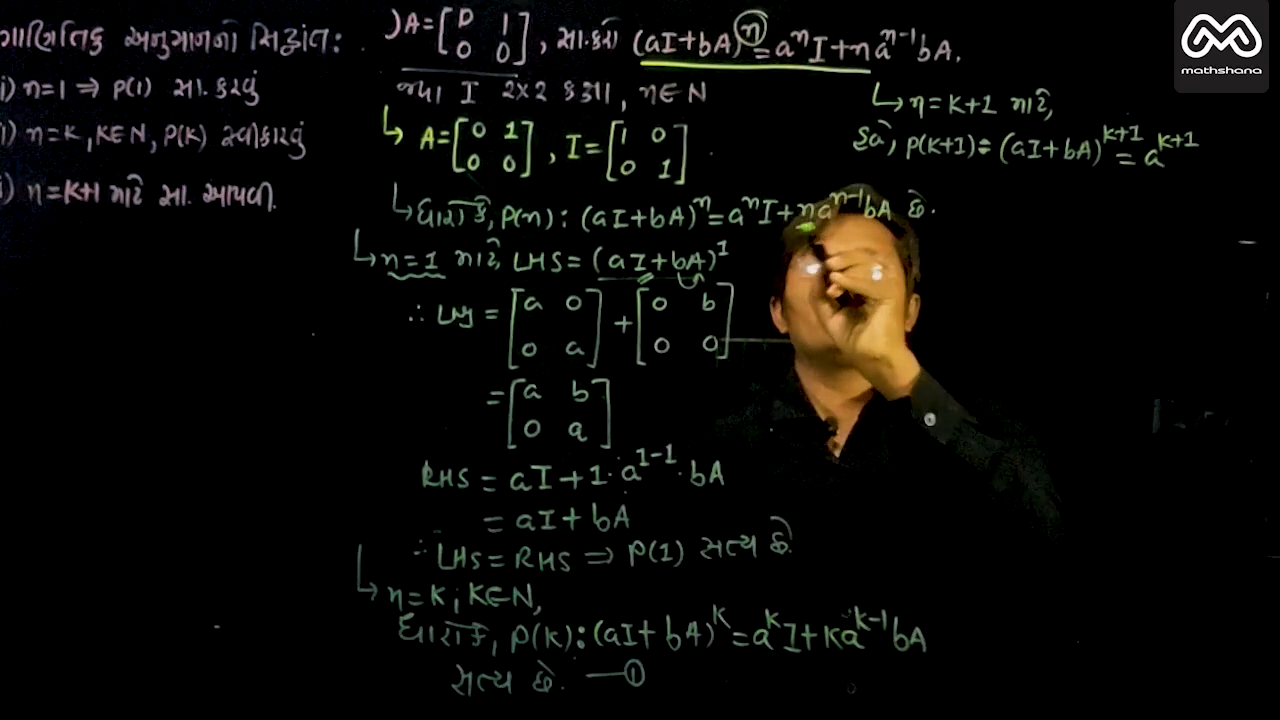 ગાણિતિક અનુમાનનો સિદ્ધાંત:
i) n=1 ⇒ P(1) સા. કરવું
i) n=K, K∈N, P(K) સ્વીકારવું
i) n=K+1 માટે સા. આપવી.
) A=[0 1; 0 0], સા.કરો (aI+bA)^n = a^n I + n a^(n-1) bA.
જ્યાં I 2×2 કક્ષા, n∈N
↳ A=[0 1; 0 0], I=[1 0; 0 1].
↳ ધારો કે, P(n): (aI+bA)^n = a^n I + n a^(n-1) bA છે.
↳ n=1 માટે, LHS = (aI+bA)^1
∴ LHS = [a 0; 0 a] + [0 b; 0 0]
= [a b; 0 a]
RHS = aI + 1·a^(1-1)·bA
= aI + bA
∴ LHS = RHS ⇒ P(1) સત્ય છે.
↳ n=K, K∈N,
ધારો કે, P(K): (aI+bA)^K = a^K I + K a^(K-1) bA
સત્ય છે. —①
↳ n=K+1 માટે,
હવે, P(K+1) = (aI+bA)^(K+1) = a^(K+1)
mathshana